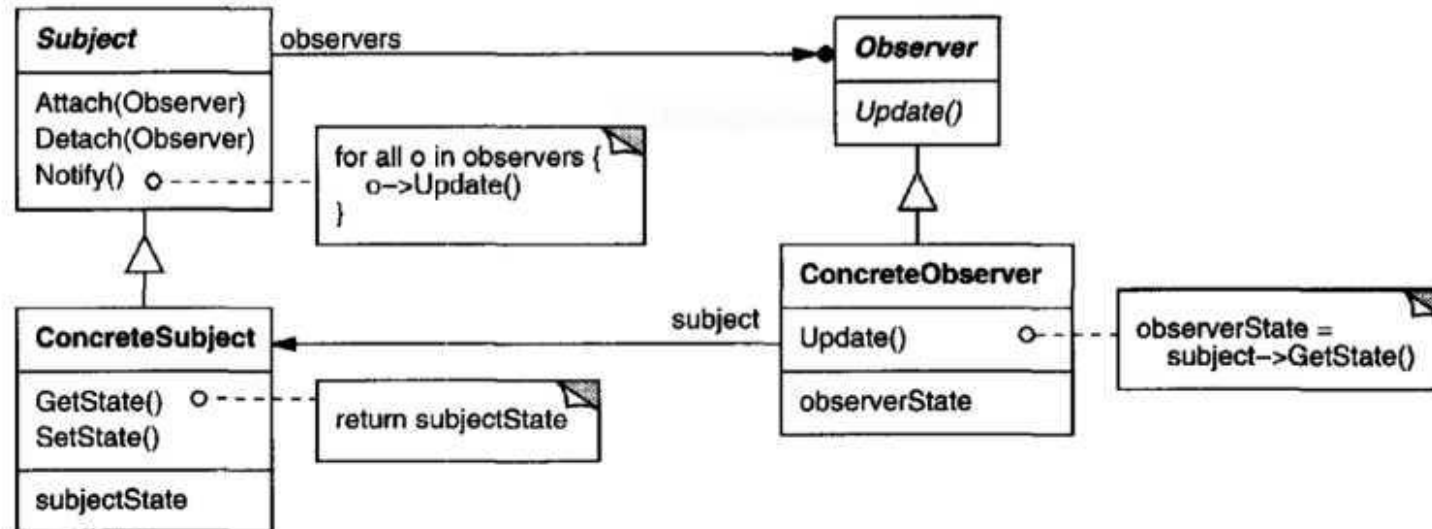 Subject
observers
Observer
Attach(Observer)
Detach(Observer)
Notify()
for all o in observers {
o->Update()
}
Update()
ConcreteSubject
GetState()
SetState()
subjectState
return subjectState
subject
ConcreteObserver
Update()
observerState
observerState =
subject->GetState()